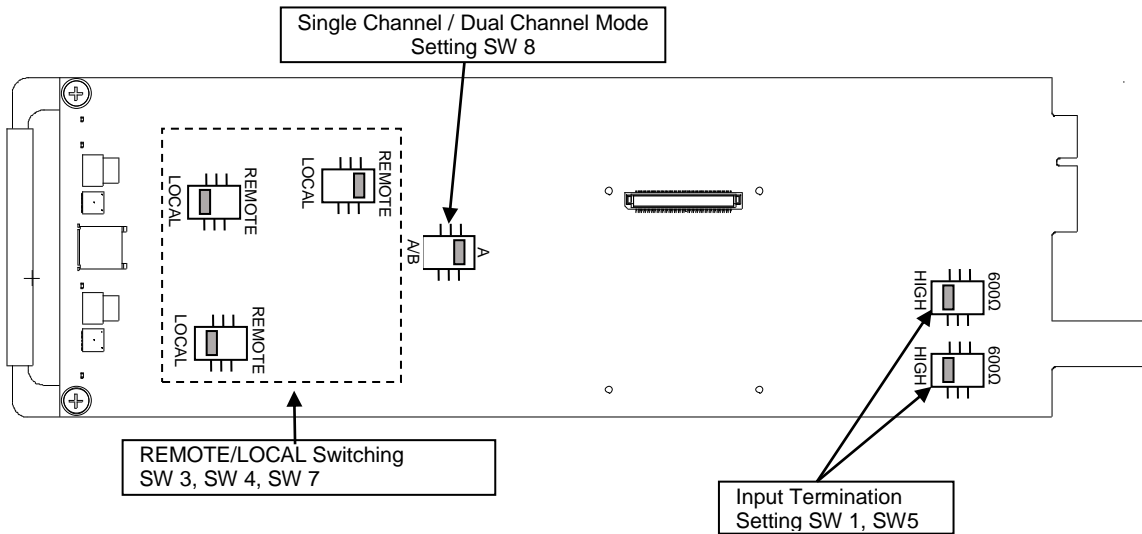 Single Channel / Dual Channel Mode
Setting SW 8
LOCAL
REMOTE
LOCAL
REMOTE
LOCAL
REMOTE
A/B
A
HIGH
600Ω
HIGH
600Ω
REMOTE/LOCAL Switching
SW 3, SW 4, SW 7
Input Termination
Setting SW 1, SW5